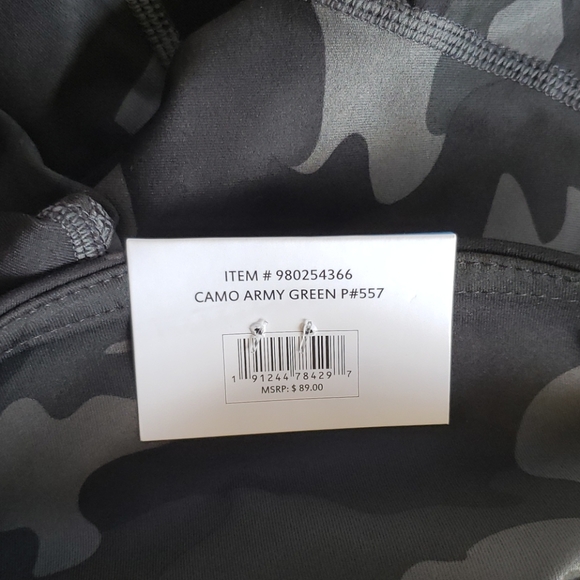 ITEM # 980254366
CAMO ARMY GREEN P#557
1 91244 78429 7
MSRP: $ 89.00